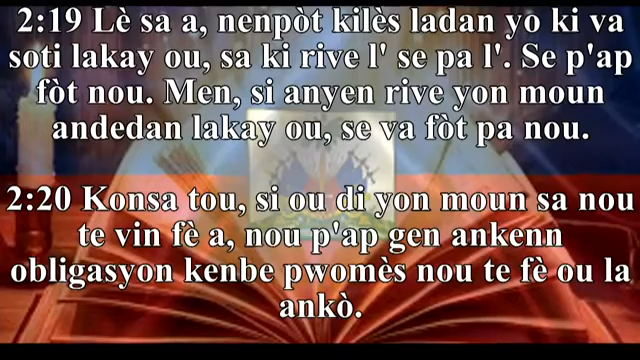 2:19 Lè sa a, nenpòt kilès ladan yo ki va
soti lakay ou, sa ki rive l' se pa l'. Se p'ap
fòt nou. Men, si anyen rive yon moun
andedan lakay ou, se va fòt pa nou.
2:20 Konsa tou, si ou di yon moun sa nou
te vin fè a, nou p'ap gen ankenn
obligasyon kenbe pwomès nou te fè ou la
ankò.